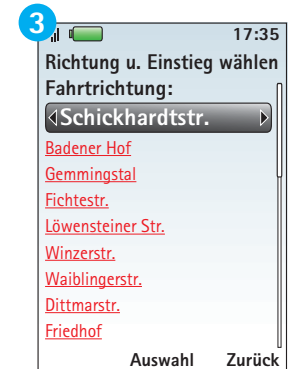 3
17:35
Richtung u. Einstieg wählen
Fahrtrichtung:
Schickhardtstr.
Badener Hof
Gemmingstal
Fichtestr.
Löwensteiner Str.
Winzerstr.
Waiblingerstr.
Dittmarstr.
Friedhof
Auswahl Zurück